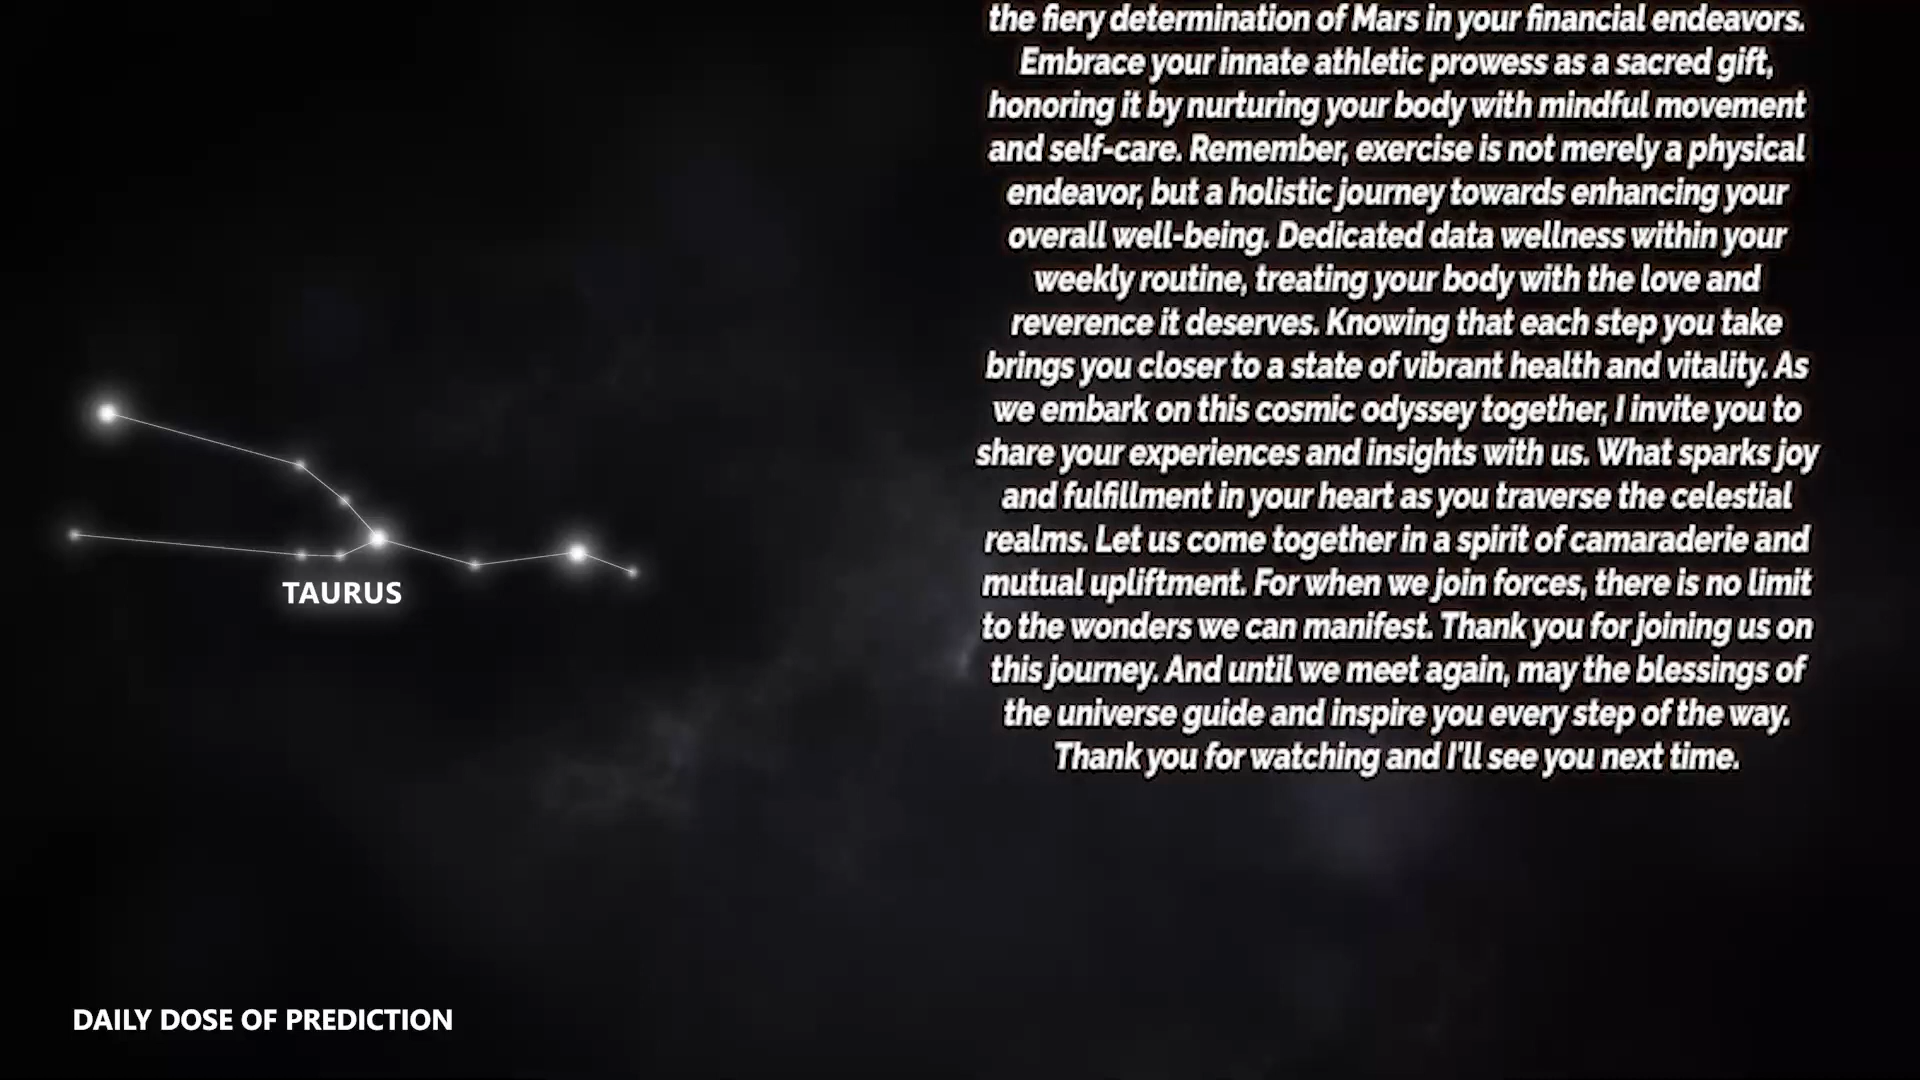 the fiery determination of Mars in your financial endeavors.
Embrace your innate athletic prowess as a sacred gift,
honoring it by nurturing your body with mindful movement
and self-care. Remember, exercise is not merely a physical
endeavor, but a holistic journey towards enhancing your
overall well-being. Dedicated data wellness within your
weekly routine, treating your body with the love and
reverence it deserves. Knowing that each step you take
brings you closer to a state of vibrant health and vitality. As
we embark on this cosmic odyssey together, I invite you to
share your experiences and insights with us. What sparks joy
and fulfillment in your heart as you traverse the celestial
realms. Let us come together in a spirit of camaraderie and
mutual upliftment. For when we join forces, there is no limit
to the wonders we can manifest. Thank you for joining us on
this journey. And until we meet again, may the blessings of
the universe guide and inspire you every step of the way.
Thank you for watching and I'll see you next time.
TAURUS
DAILY DOSE OF PREDICTION